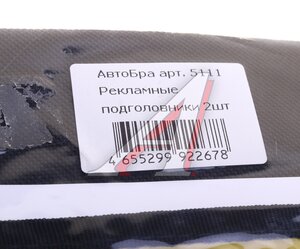 АвтоБра арт. 5111
Рекламные
подголовники 2шт
4 655299 922678